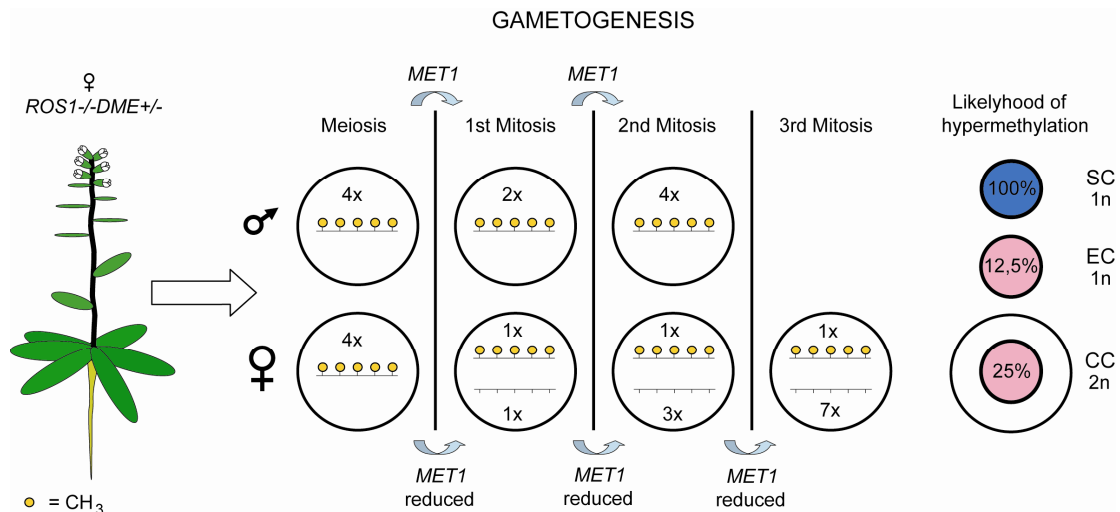 GAMETOGENESIS
♀
ROS1-/-DME+/-
MET1
MET1
Meiosis
1st Mitosis
2nd Mitosis
3rd Mitosis
Likelyhood of
hypermethylation
♂
4x
2x
4x
100%
SC
1n
12,5%
EC
1n
♀
4x
1x
1x
1x
1x
3x
7x
25%
CC
2n
MET1
reduced
MET1
reduced
MET1
reduced
= CH3